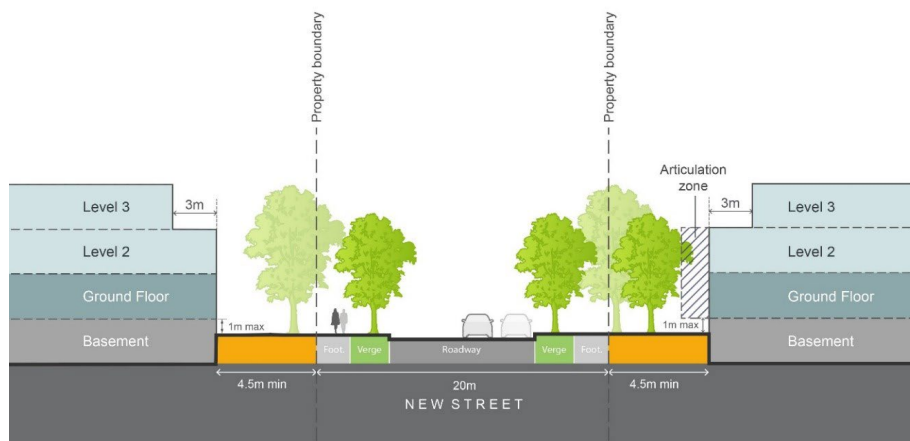 Property boundary
Property boundary
Articulation
zone
Level 3
3m
3m
Level 3
Level 2
Level 2
Ground Floor
Ground Floor
1m max
1m max
Basement
Foot.
Verge
Roadway
Verge
Foot.
Basement
4.5m min
20m
4.5m min
NEW STREET